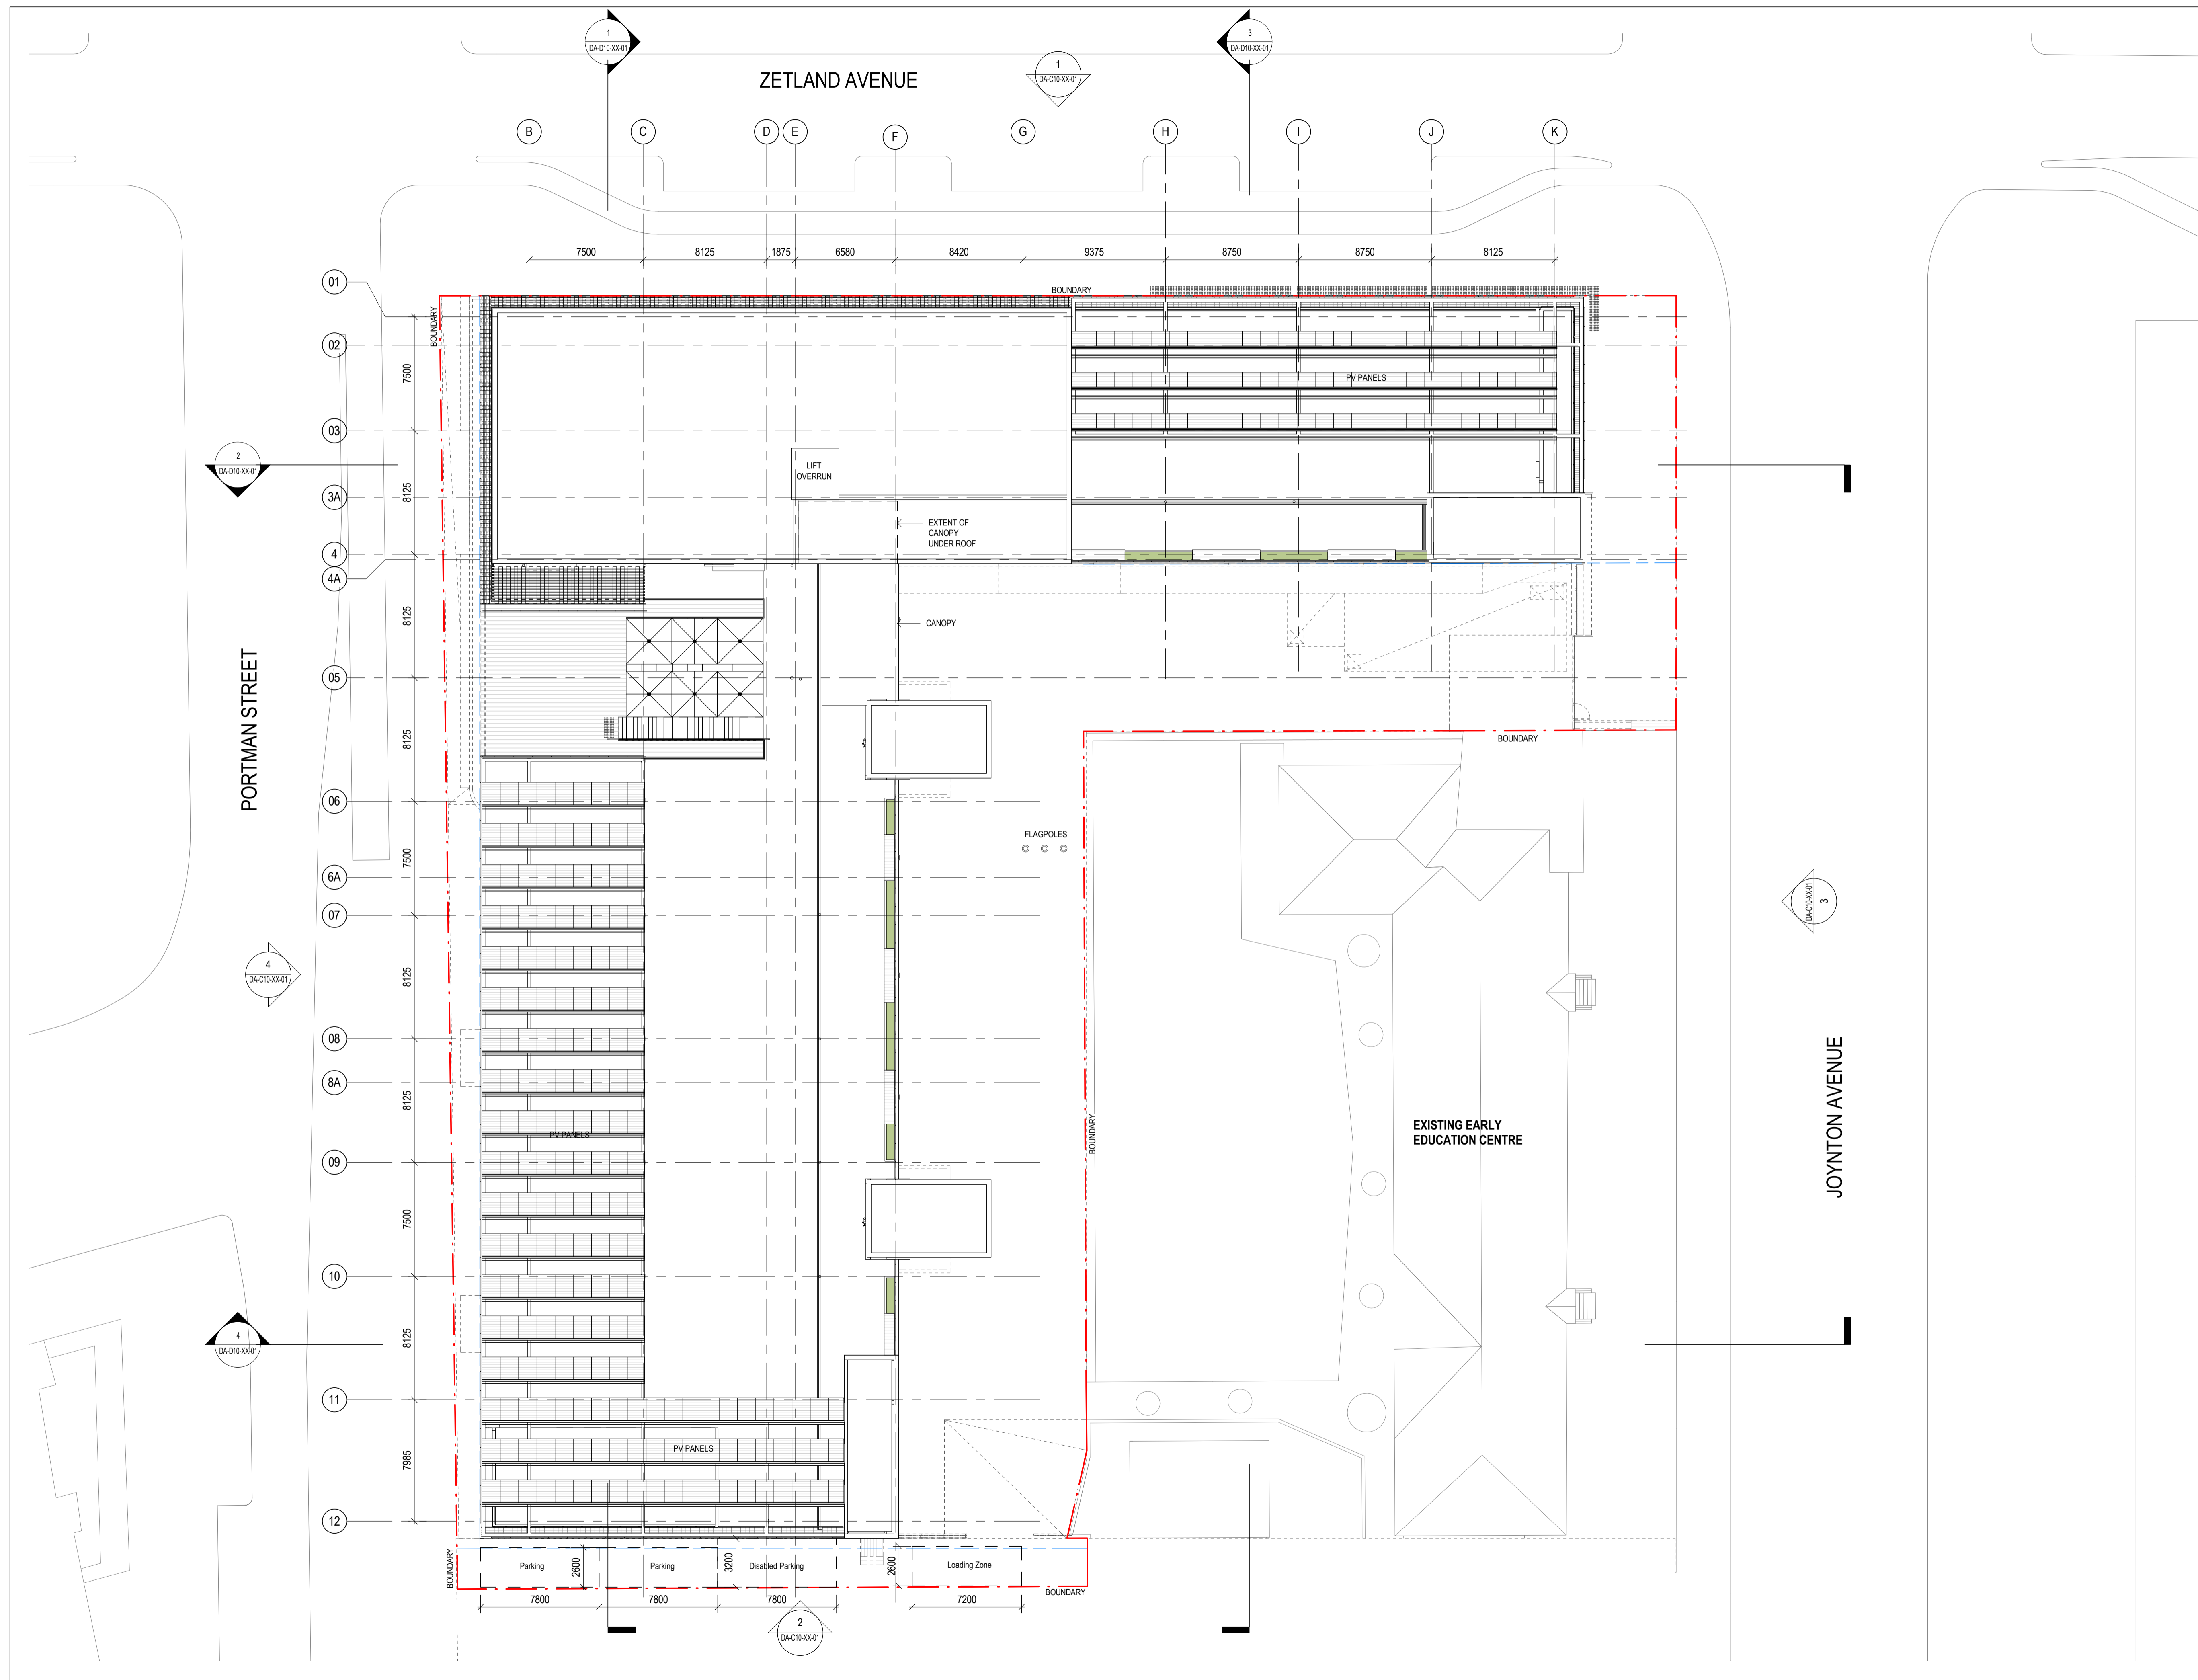 1
DA-D10-XX-01
3
DA-D10-XX-01
ZETLAND AVENUE
1
DA-C10-XX-01
B
C
D
E
F
G
H
I
J
K
7500
8125
1875
6580
8420
9375
8750
8750
8125
01
BOUNDARY
BOUNDARY
02
7500
PV PANELS
03
2
DA-D10-XX-01
LIFT
OVERRUN
3A
8125
EXTENT OF
CANOPY
UNDER ROOF
4
4A
8125
CANOPY
05
PORTMAN STREET
8125
BOUNDARY
06
FLAGPOLES
7500
6A
07
DA-C10-XX-01
3
4
DA-C10-XX-01
8125
08
8A
8125
JOYNTON AVENUE
EXISTING EARLY
EDUCATION CENTRE
PV PANELS
BOUNDARY
09
7500
10
4
DA-D10-XX-01
8125
11
PV PANELS
7985
12
BOUNDARY
Parking
2600
Parking
3200
Disabled Parking
2600
Loading Zone
BOUNDARY
7800
7800
7800
7200
2
DA-C10-XX-01